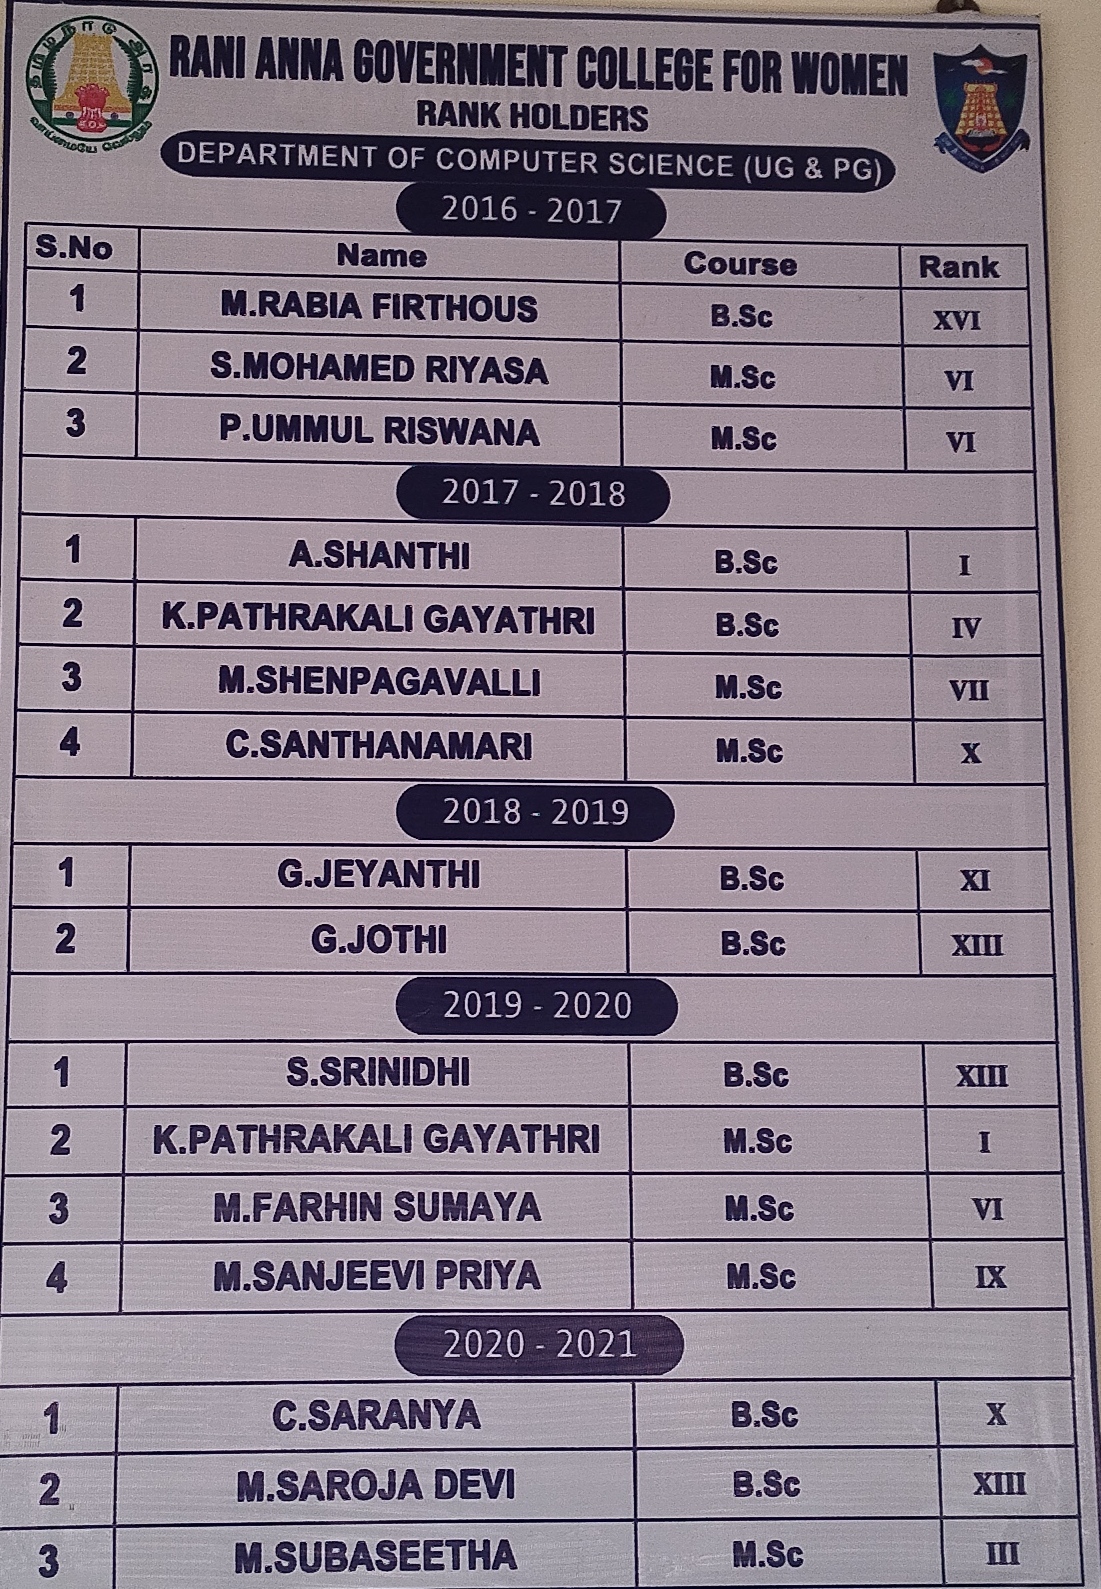 தமிழ்நாடு அரசு
வாய்மையே வெல்லும்
RANI ANNA GOVERNMENT COLLEGE FOR WOMEN
RANK HOLDERS
DEPARTMENT OF COMPUTER SCIENCE (UG & PG)
2016 - 2017
S.No Name Course Rank
1 M.RABIA FIRTHOUS B.Sc XVI
2 S.MOHAMED RIYASA M.Sc VI
3 P.UMMUL RISWANA M.Sc VI
2017 - 2018
1 A.SHANTHI B.Sc I
2 K.PATHRAKALI GAYATHRI B.Sc IV
3 M.SHENPAGAVALLI M.Sc VII
4 C.SANTHANAMARI M.Sc X
2018 - 2019
1 G.JEYANTHI B.Sc XI
2 G.JOTHI B.Sc XIII
2019 - 2020
1 S.SRINIDHI B.Sc XIII
2 K.PATHRAKALI GAYATHRI M.Sc I
3 M.FARHIN SUMAYA M.Sc VI
4 M.SANJEEVI PRIYA M.Sc IX
2020 - 2021
1 C.SARANYA B.Sc X
2 M.SAROJA DEVI B.Sc XIII
3 M.SUBASEETHA M.Sc III